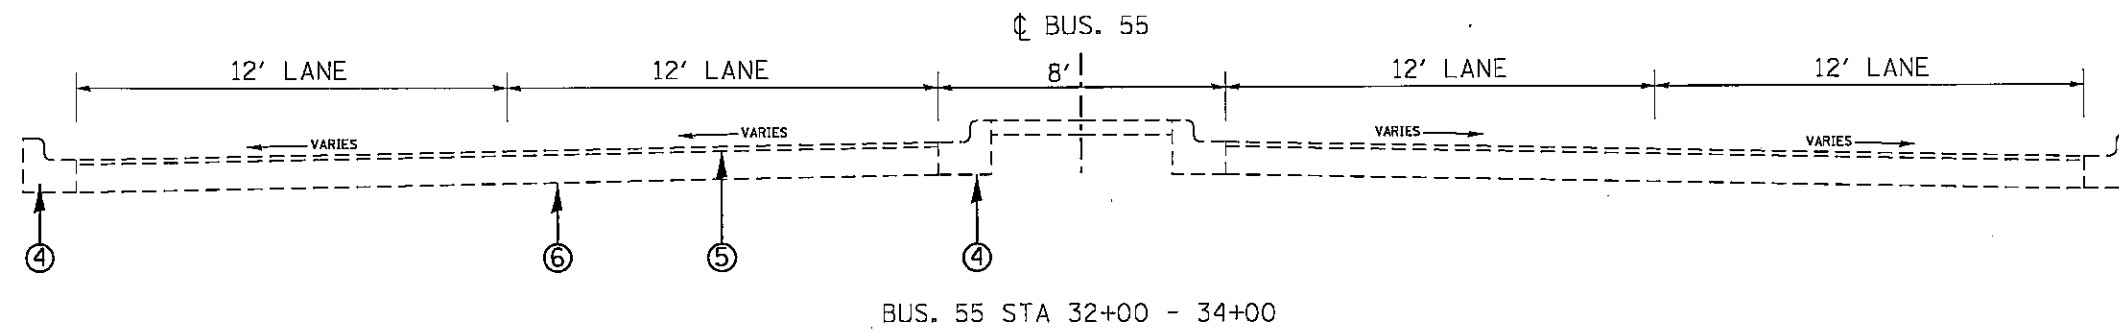 ℄ BUS. 55
12' LANE 12' LANE 8' 12' LANE 12' LANE
VARIES VARIES VARIES VARIES
4 6 5 4
BUS. 55 STA 32+00 - 34+00